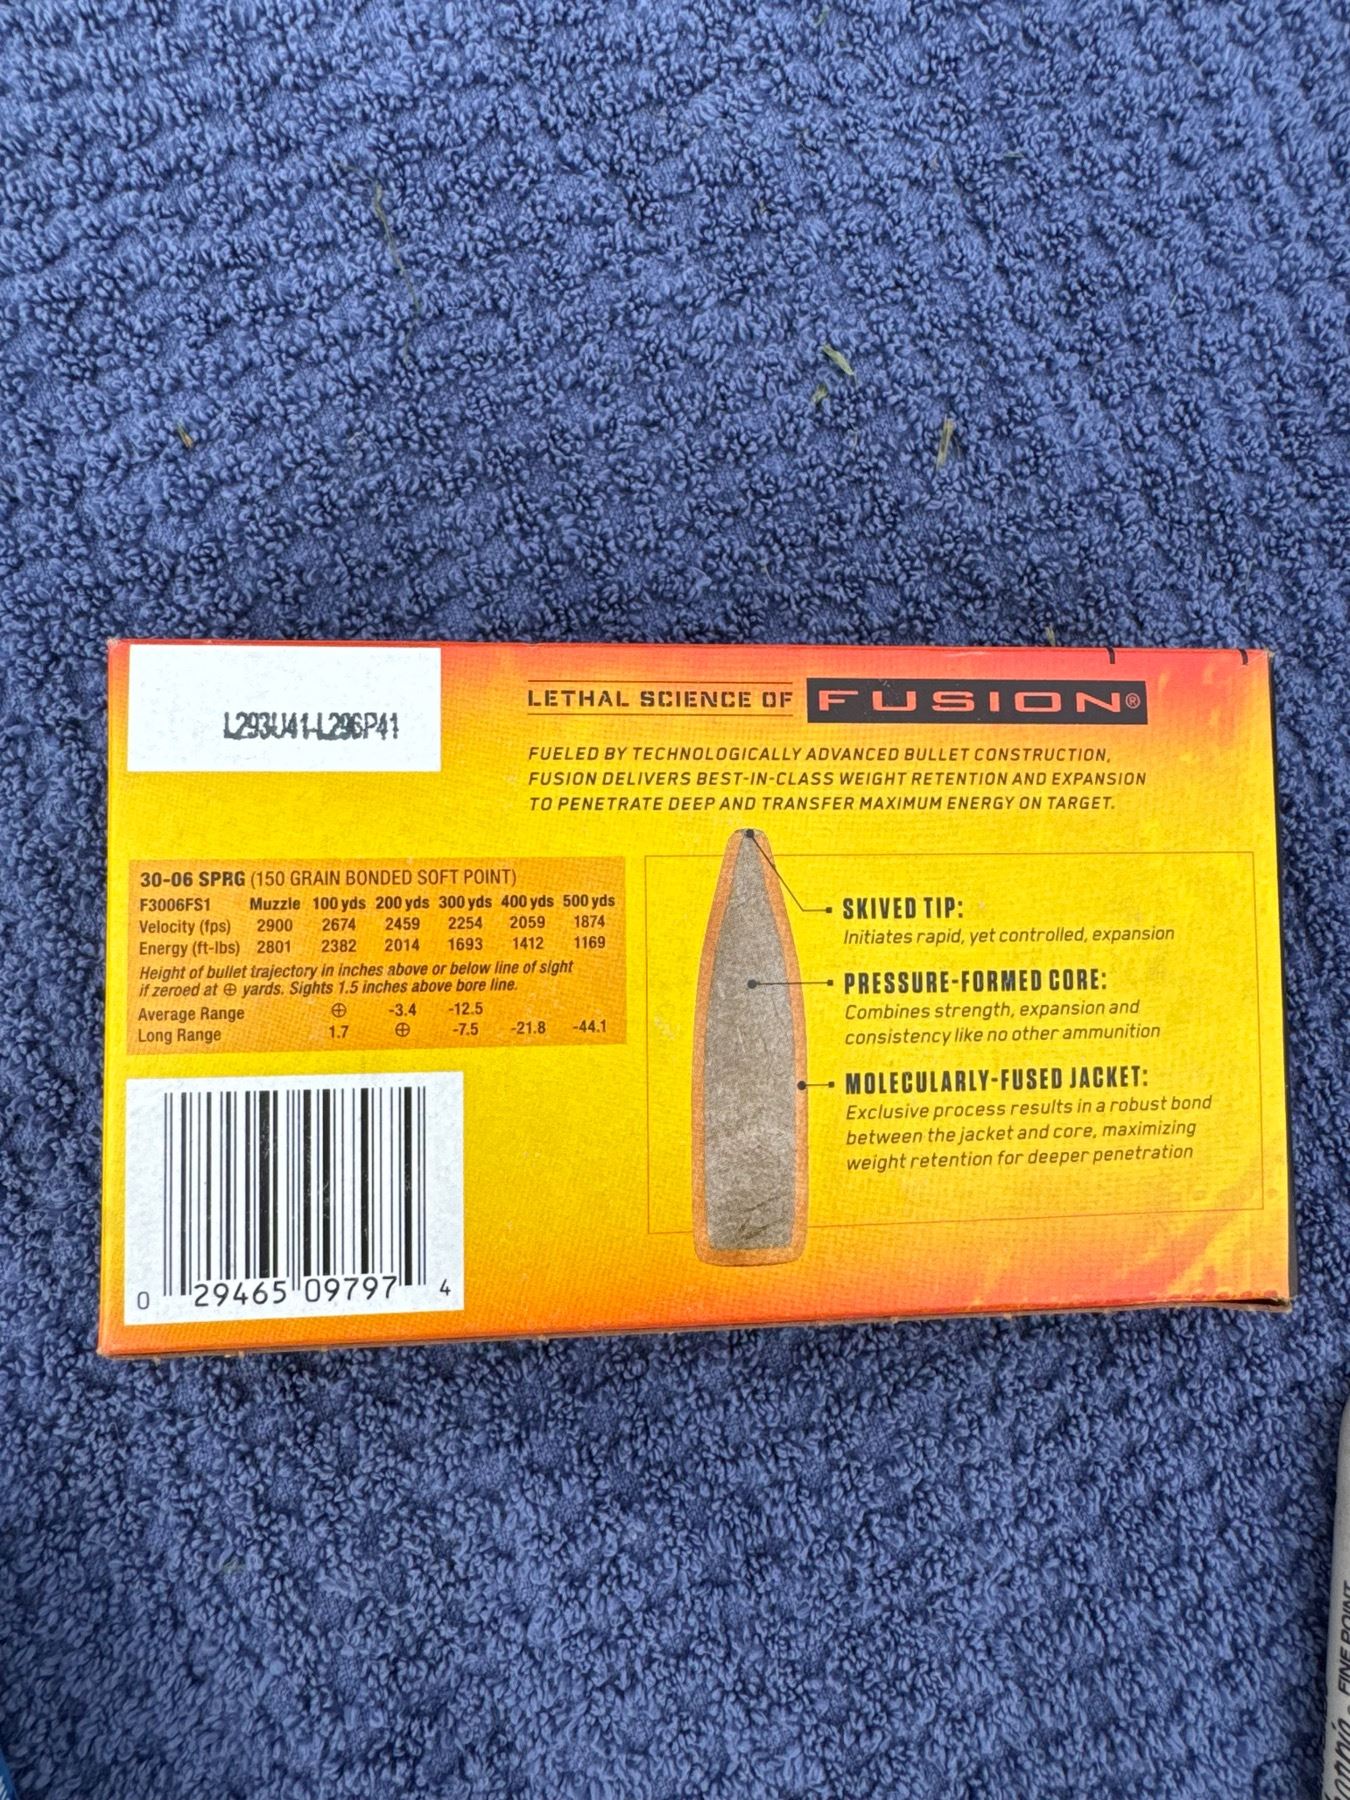 L293U41-L296P41
LETHAL SCIENCE OF FUSION®
FUELED BY TECHNOLOGICALLY ADVANCED BULLET CONSTRUCTION,
FUSION DELIVERS BEST-IN-CLASS WEIGHT RETENTION AND EXPANSION
TO PENETRATE DEEP AND TRANSFER MAXIMUM ENERGY ON TARGET.
30-06 SPRG (150 GRAIN BONDED SOFT POINT)
F3006FS1 Muzzle 100 yds 200 yds 300 yds 400 yds 500 yds
Velocity (fps) 2900 2674 2459 2254 2059 1874
Energy (ft-lbs) 2801 2382 2014 1693 1412 1169
Height of bullet trajectory in inches above or below line of sight
if zeroed at ⊕ yards. Sights 1.5 inches above bore line.
Average Range ⊕ -3.4 -12.5
Long Range 1.7 ⊕ -7.5 -21.8 -44.1
SKIVED TIP:
Initiates rapid, yet controlled, expansion
PRESSURE-FORMED CORE:
Combines strength, expansion and
consistency like no other ammunition
MOLECULARLY-FUSED JACKET:
Exclusive process results in a robust bond
between the jacket and core, maximizing
weight retention for deeper penetration
0 29465 09797 4
FINE POINT